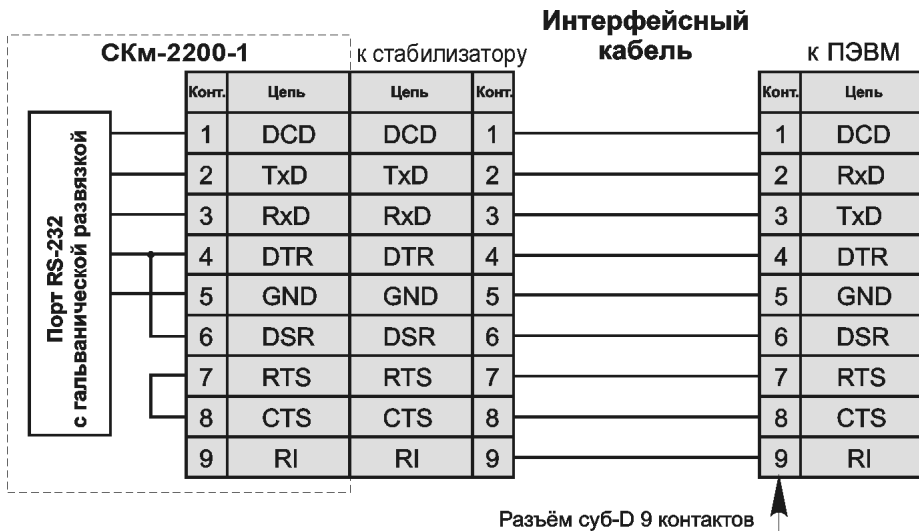 Интерфейсный
кабель
СКм-2200-1 к стабилизатору к ПЭВМ
Конт. Цепь Цепь Конт. Конт. Цепь
1 DCD DCD 1 1 DCD
2 TxD TxD 2 2 RxD
3 RxD RxD 3 3 TxD
4 DTR DTR 4 4 DTR
5 GND GND 5 5 GND
6 DSR DSR 6 6 DSR
7 RTS RTS 7 7 RTS
8 CTS CTS 8 8 CTS
9 RI RI 9 9 RI
Порт RS-232
с гальванической развязкой
Разъём суб-D 9 контактов